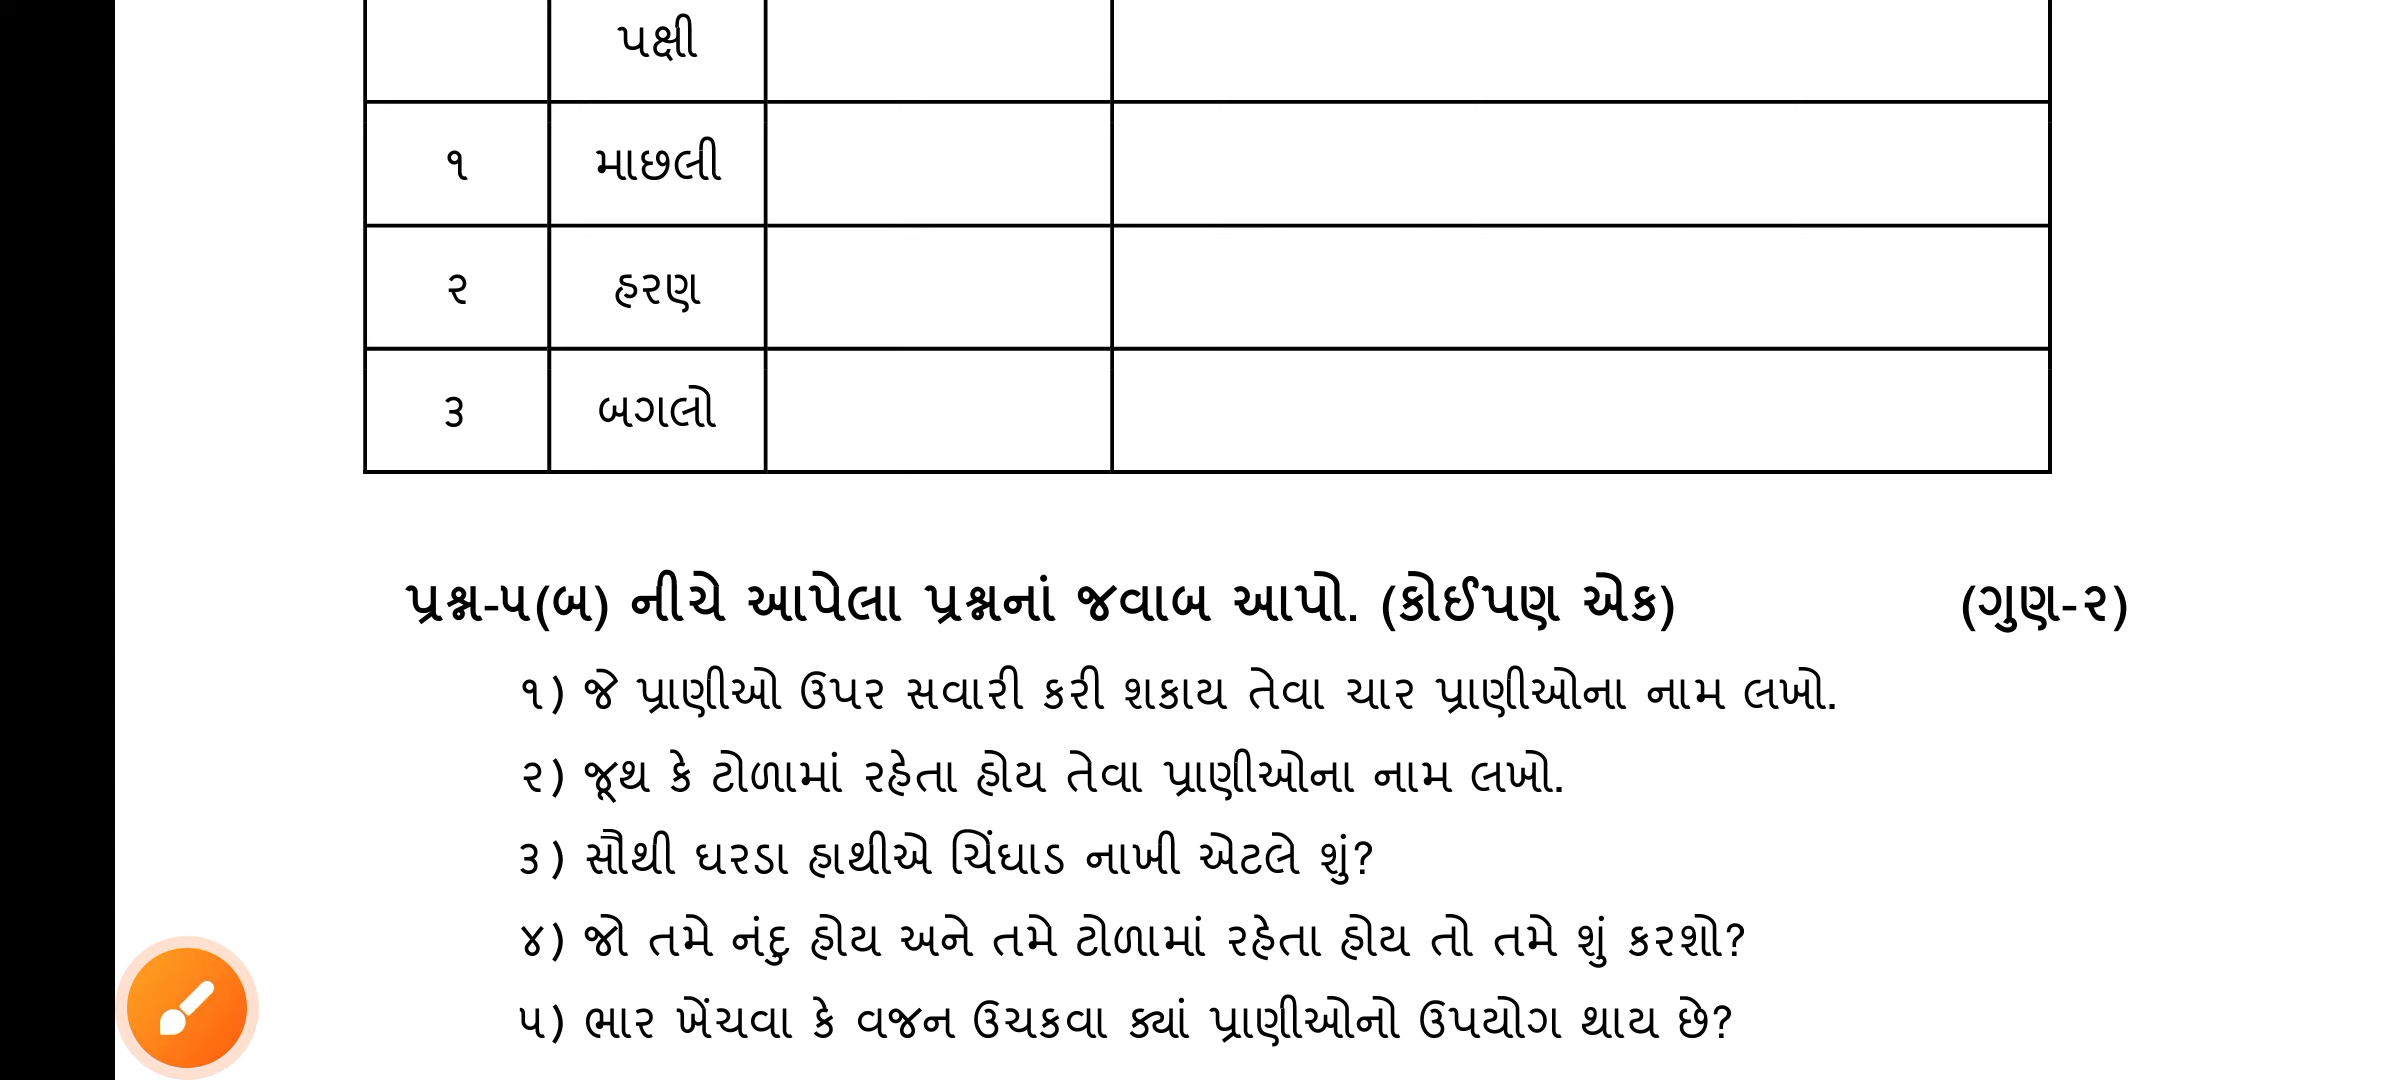 પક્ષી
૧ માછલી
૨ હરણ
૩ બગલો
પ્રશ્ન-૫(બ) નીચે આપેલા પ્રશ્નનાં જવાબ આપો. (કોઈપણ એક) (ગુણ-૨)
૧) જે પ્રાણીઓ ઉપર સવારી કરી શકાય તેવા ચાર પ્રાણીઓના નામ લખો.
૨) જૂથ કે ટોળામાં રહેતા હોય તેવા પ્રાણીઓના નામ લખો.
૩) સૌથી ઘરડા હાથીએ ચિંઘાડ નાખી એટલે શું?
૪) જો તમે નંદુ હોય અને તમે ટોળામાં રહેતા હોય તો તમે શું કરશો?
૫) ભાર ખેંચવા કે વજન ઉચકવા ક્યાં પ્રાણીઓનો ઉપયોગ થાય છે?